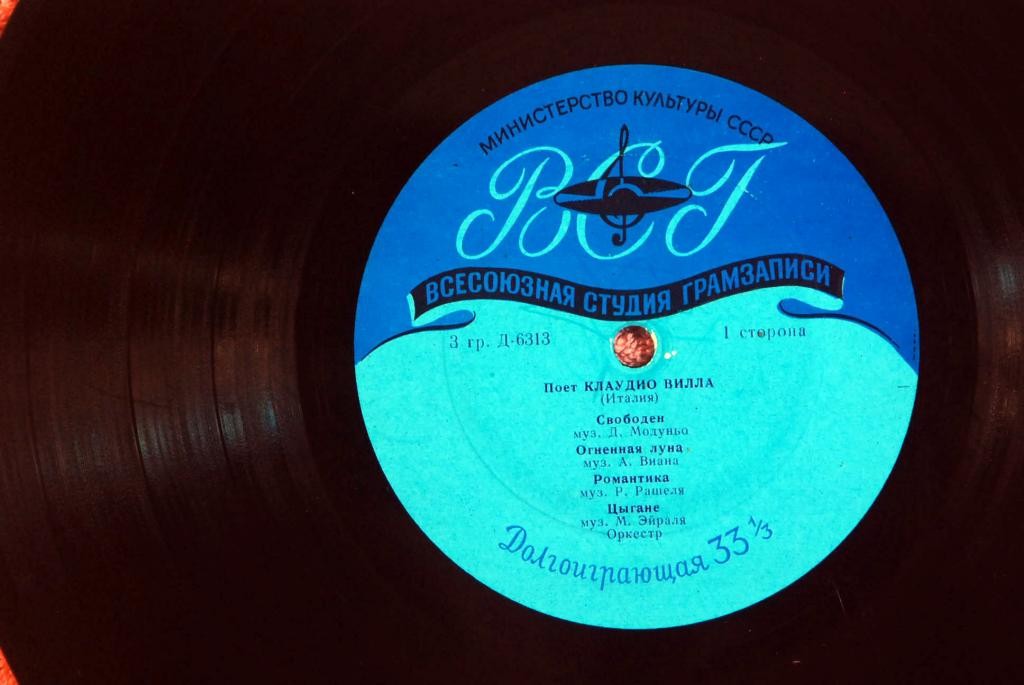 МИНИСТЕРСТВО КУЛЬТУРЫ СССР
ВСГ
ВСЕСОЮЗНАЯ СТУДИЯ ГРАМЗАПИСИ
3 гр. Д-6313
1 сторона
Поет КЛАУДИО ВИЛЛА
(Италия)
Свободен
муз. Д. Модуньо
Огненная луна
муз. А. Виана
Романтика
муз. Р. Рашеля
Цыгане
муз. М. Эйраля
Оркестр
Долгоиграющая 33 1/3